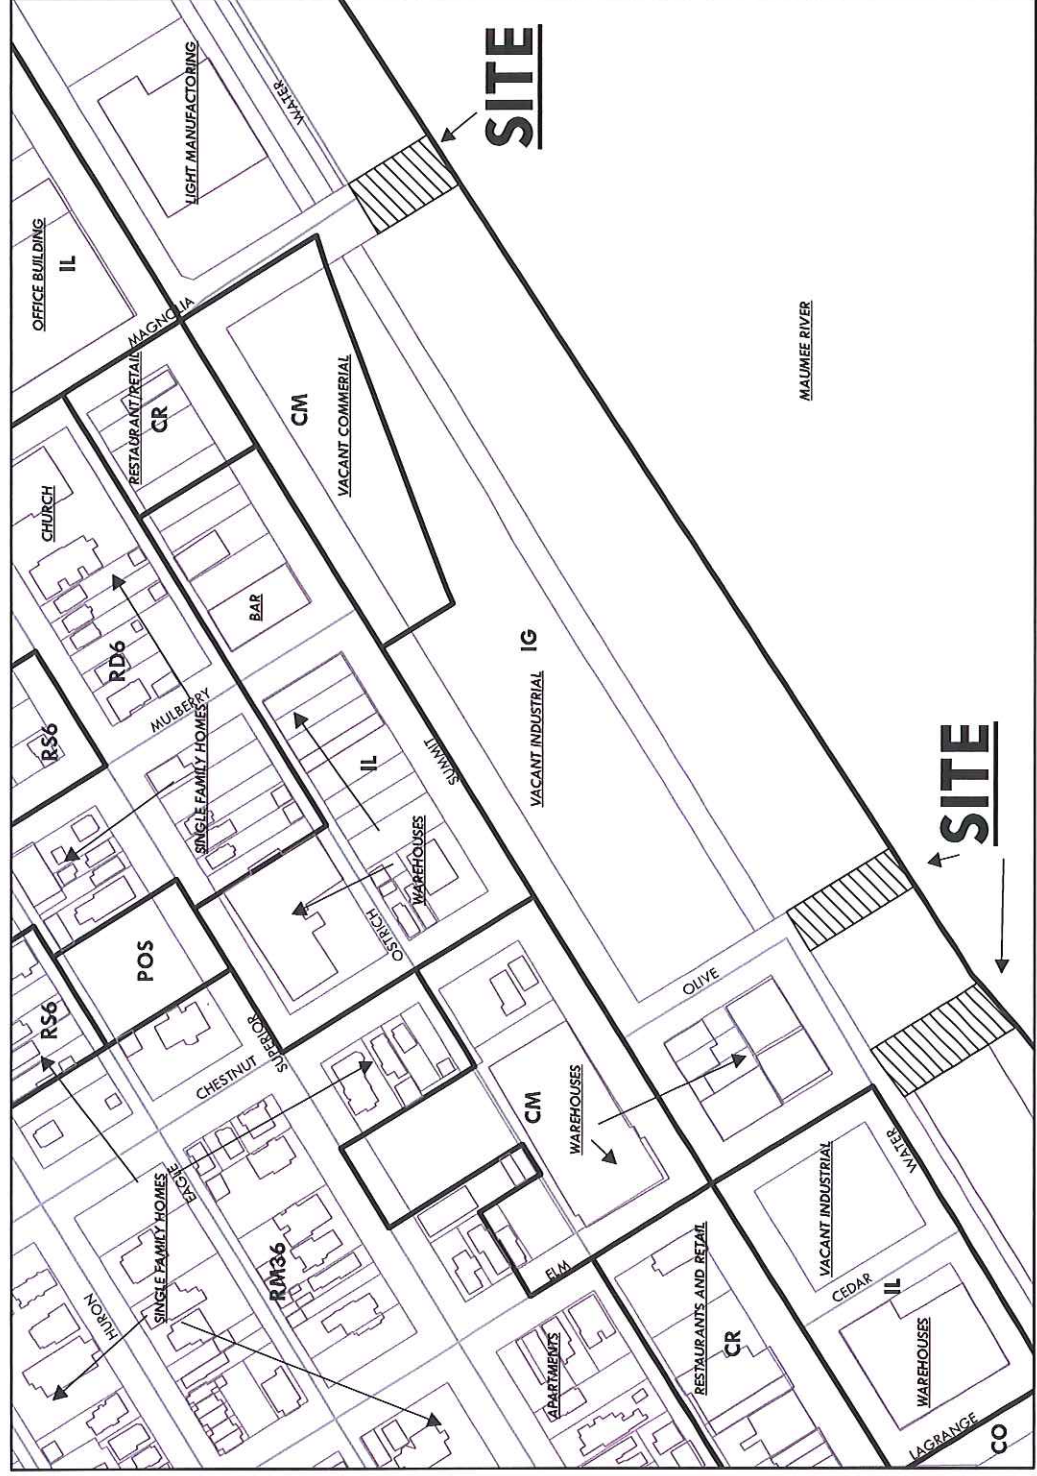 OFFICE BUILDING
IL
LIGHT MANUFACTORING
WATER
SITE
MAGNOLIA
RESTAURANT/RETAIL
CR
CM
VACANT COMMERIAL
MAUMEE RIVER
CHURCH
RD6
BAR
RS6
MULBERRY
SINGLE FAMILY HOMES
IL
SUMMIT
IG
VACANT INDUSTRIAL
WAREHOUSES
OSTRICH
POS
SITE
RS6
CHESTNUT
SUPERIOR
OLIVE
CM
WAREHOUSES
EAGLE
SINGLE FAMILY HOMES
RM36
HURON
ELM
WATER
VACANT INDUSTRIAL
CEDAR
IL
RESTAURANTS AND RETAIL
CR
APARTMENTS
WAREHOUSES
LAGRANGE
CO